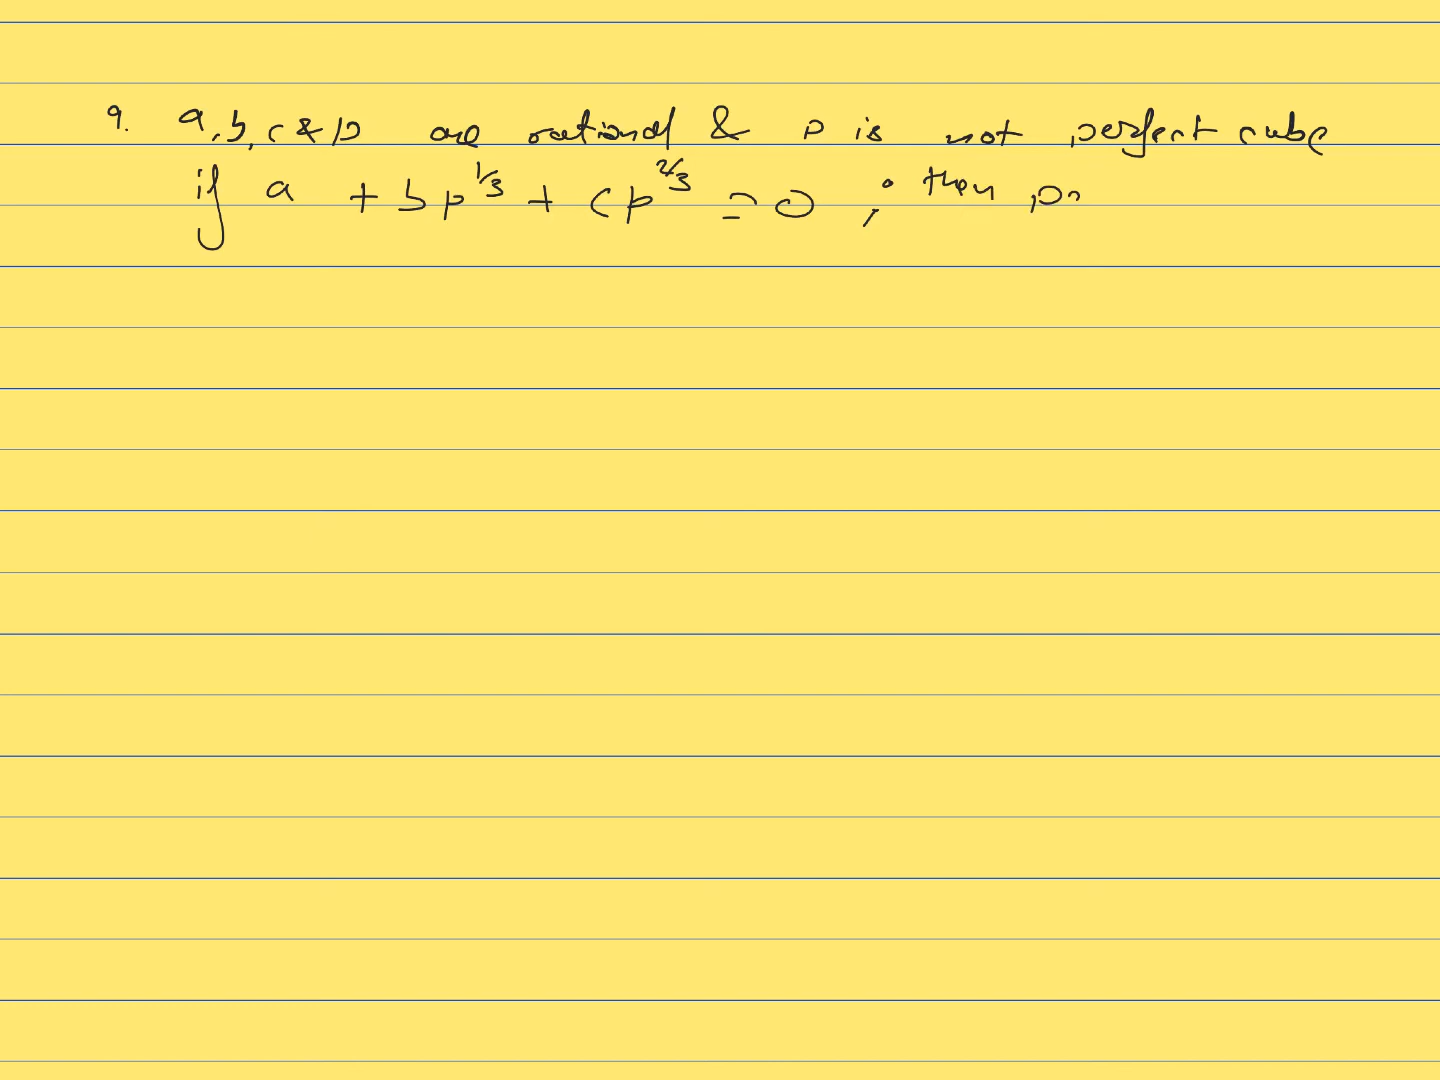 9. a, b, c & p are rational & p is not perfect cube
if a + bp^1/3 + cp^2/3 = 0 ; then